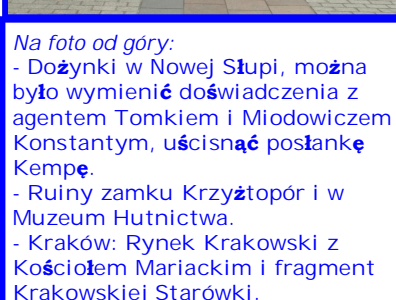 Na foto od góry:
- Dożynki w Nowej Słupi, można
było wymienić doświadczenia z
agentem Tomkiem i Miodowiczem
Konstantym, uścisnąć posłankę
Kempę.
- Ruiny zamku Krzyżtopór i w
Muzeum Hutnictwa.
- Kraków: Rynek Krakowski z
Kościołem Mariackim i fragment
Krakowskiej Starówki.